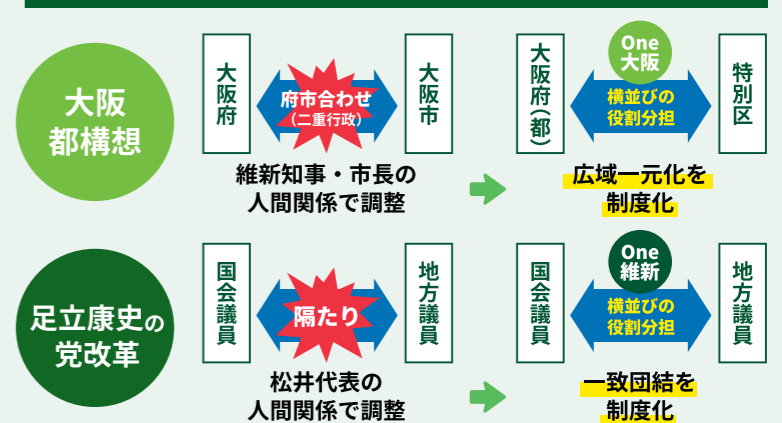 大阪
都構想
大阪府
府市合わせ
（二重行政）
大阪市
維新知事・市長の
人間関係で調整
大阪府（都）
One
大阪
横並びの
役割分担
特別区
広域一元化を
制度化
足立康史の
党改革
国会議員
隔たり
地方議員
松井代表の
人間関係で調整
国会議員
One
維新
横並びの
役割分担
地方議員
一致団結を
制度化